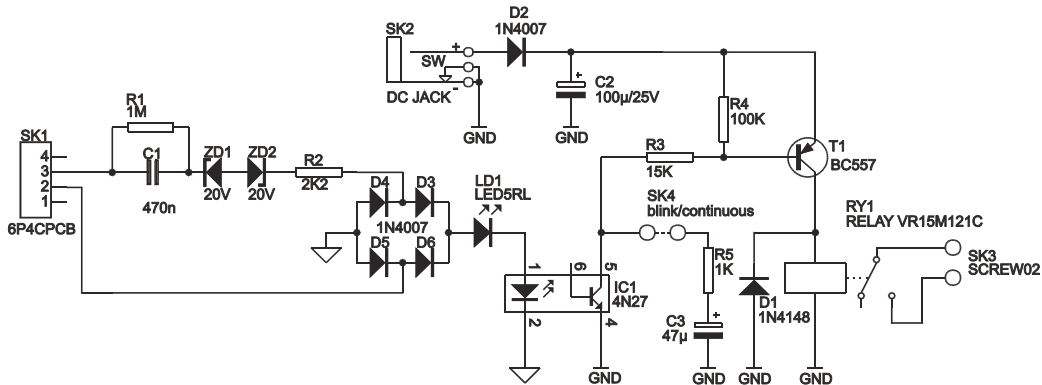 D2
1N4007
SK2
+
SW
-
DC JACK
GND
C2
+
100µ/25V
GND
R4
100K
R1
1M
SK1
4
3
2
1
6P4CPCB
C1
470n
ZD1
20V
ZD2
20V
R2
2K2
R3
15K
T1
BC557
D4
D3
1N4007
D5
D6
LD1
LED5RL
SK4
blink/continuous
RY1
RELAY VR15M121C
SK3
SCREW02
R5
1K
1
6
5
IC1
4N27
2
4
C3
+
47µ
D1
1N4148
GND
GND
GND
GND